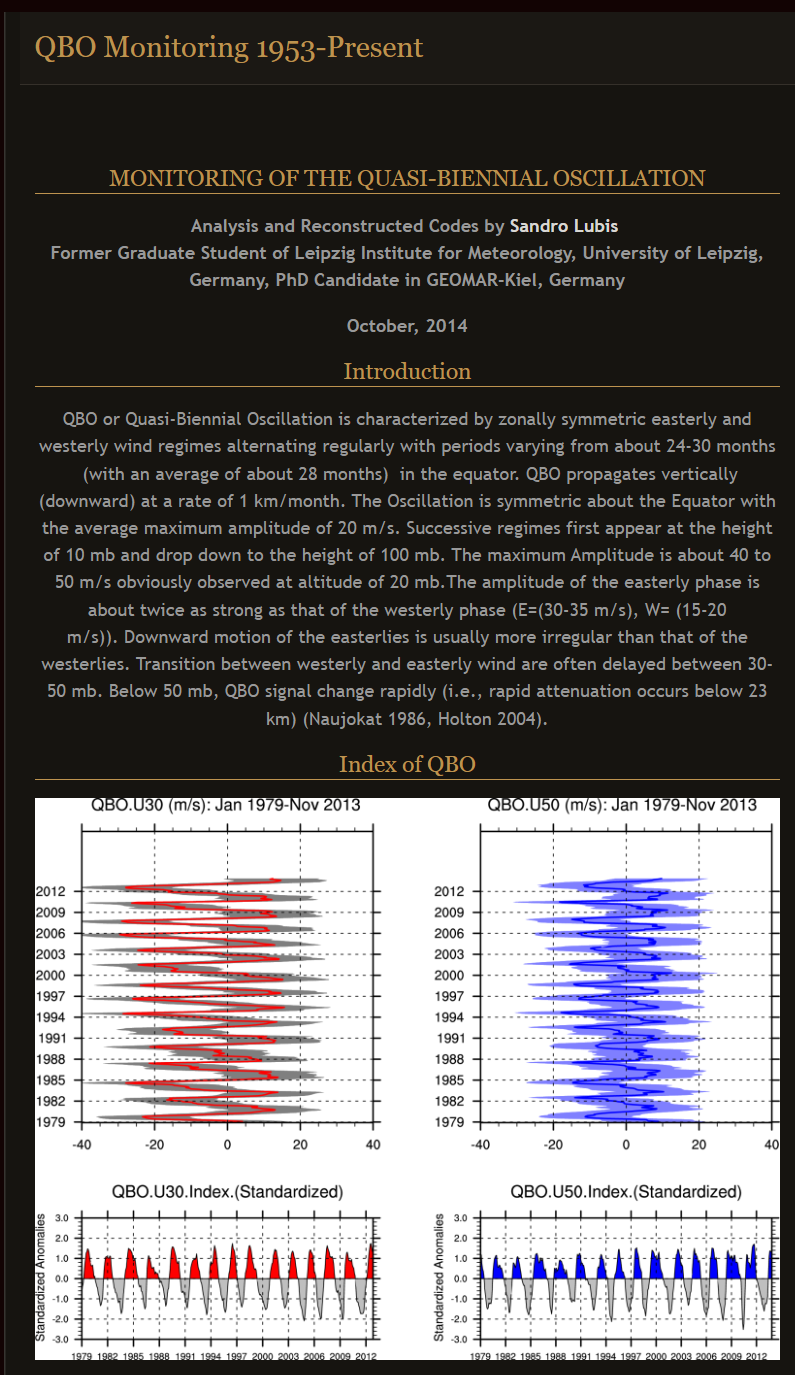 QBO Monitoring 1953-Present
MONITORING OF THE QUASI-BIENNIAL OSCILLATION
Analysis and Reconstructed Codes by Sandro Lubis
Former Graduate Student of Leipzig Institute for Meteorology, University of Leipzig,
Germany, PhD Candidate in GEOMAR-Kiel, Germany
October, 2014
Introduction
QBO or Quasi-Biennial Oscillation is characterized by zonally symmetric easterly and
westerly wind regimes alternating regularly with periods varying from about 24-30 months
(with an average of about 28 months)  in the equator. QBO propagates vertically
(downward) at a rate of 1 km/month. The Oscillation is symmetric about the Equator with
the average maximum amplitude of 20 m/s. Successive regimes first appear at the height
of 10 mb and drop down to the height of 100 mb. The maximum Amplitude is about 40 to
50 m/s obviously observed at altitude of 20 mb.The amplitude of the easterly phase is
about twice as strong as that of the westerly phase (E=(30-35 m/s), W= (15-20
m/s)). Downward motion of the easterlies is usually more irregular than that of the
westerlies. Transition between westerly and easterly wind are often delayed between 30-
50 mb. Below 50 mb, QBO signal change rapidly (i.e., rapid attenuation occurs below 23
km) (Naujokat 1986, Holton 2004).
Index of QBO
QBO.U30 (m/s): Jan 1979-Nov 2013
2012
2009
2006
2003
2000
1997
1994
1991
1988
1985
1982
1979
-40 -20 0 20 40
QBO.U50 (m/s): Jan 1979-Nov 2013
2012
2009
2006
2003
2000
1997
1994
1991
1988
1985
1982
1979
-40 -20 0 20 40
QBO.U30.Index.(Standardized)
Standardized Anomalies
3.0
2.0
1.0
0.0
-1.0
-2.0
-3.0
1979 1982 1985 1988 1991 1994 1997 2000 2003 2006 2009 2012
QBO.U50.Index.(Standardized)
Standardized Anomalies
3.0
2.0
1.0
0.0
-1.0
-2.0
-3.0
1979 1982 1985 1988 1991 1994 1997 2000 2003 2006 2009 2012